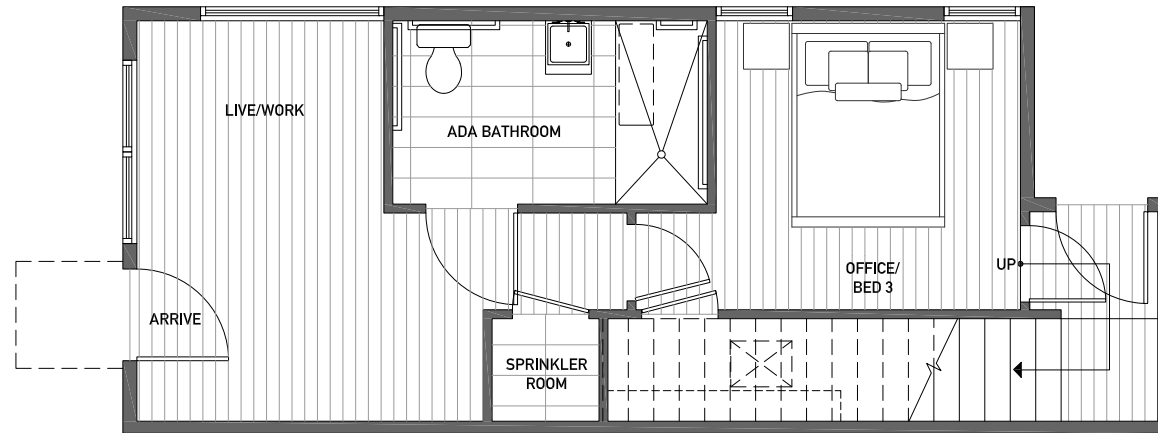 LIVE/WORK
ADA BATHROOM
OFFICE/
BED 3
UP
ARRIVE
SPRINKLER
ROOM